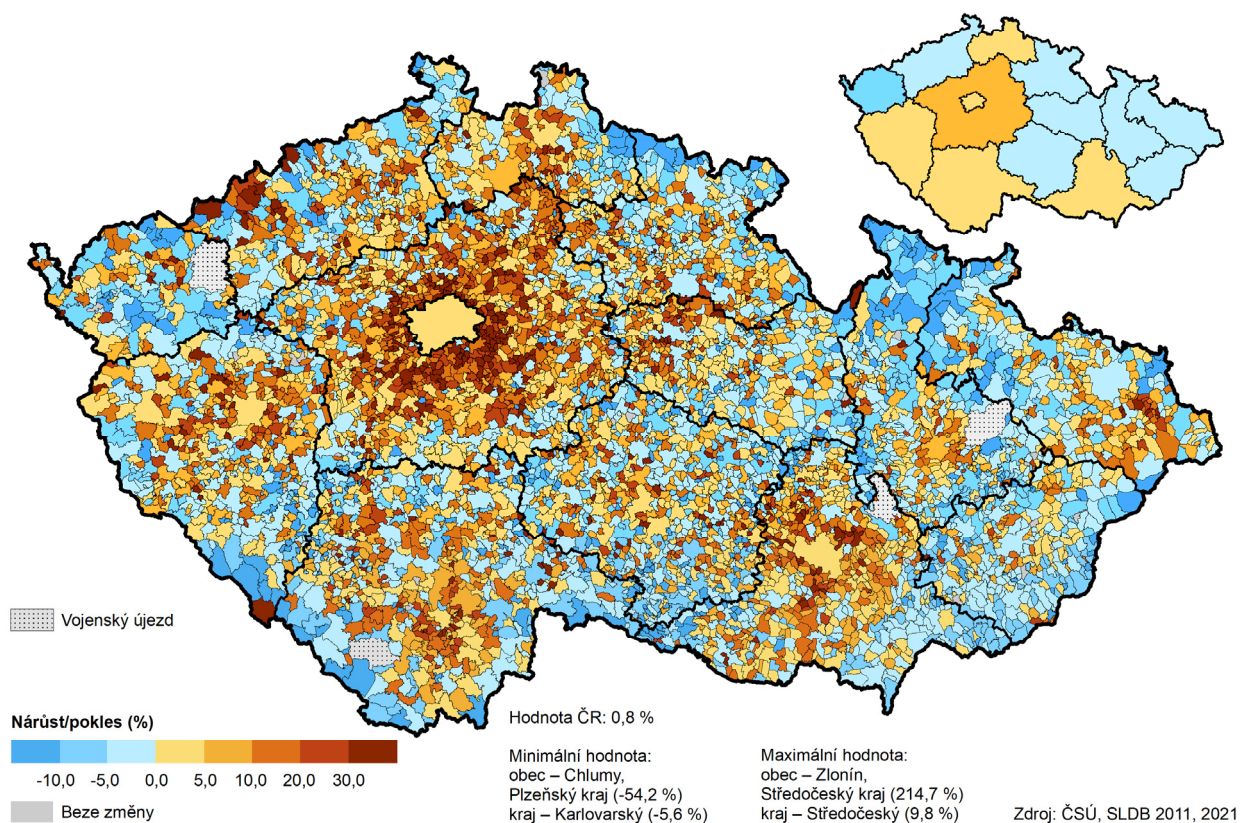 Vojenský újezd
Nárůst/pokles (%)
-10,0 -5,0 0,0 5,0 10,0 20,0 30,0
Beze změny
Hodnota ČR: 0,8 %
Minimální hodnota:
obec – Chlumy,
Plzeňský kraj (-54,2 %)
kraj – Karlovarský (-5,6 %)
Maximální hodnota:
obec – Zlonín,
Středočeský kraj (214,7 %)
kraj – Středočeský (9,8 %)
Zdroj: ČSÚ, SLDB 2011, 2021